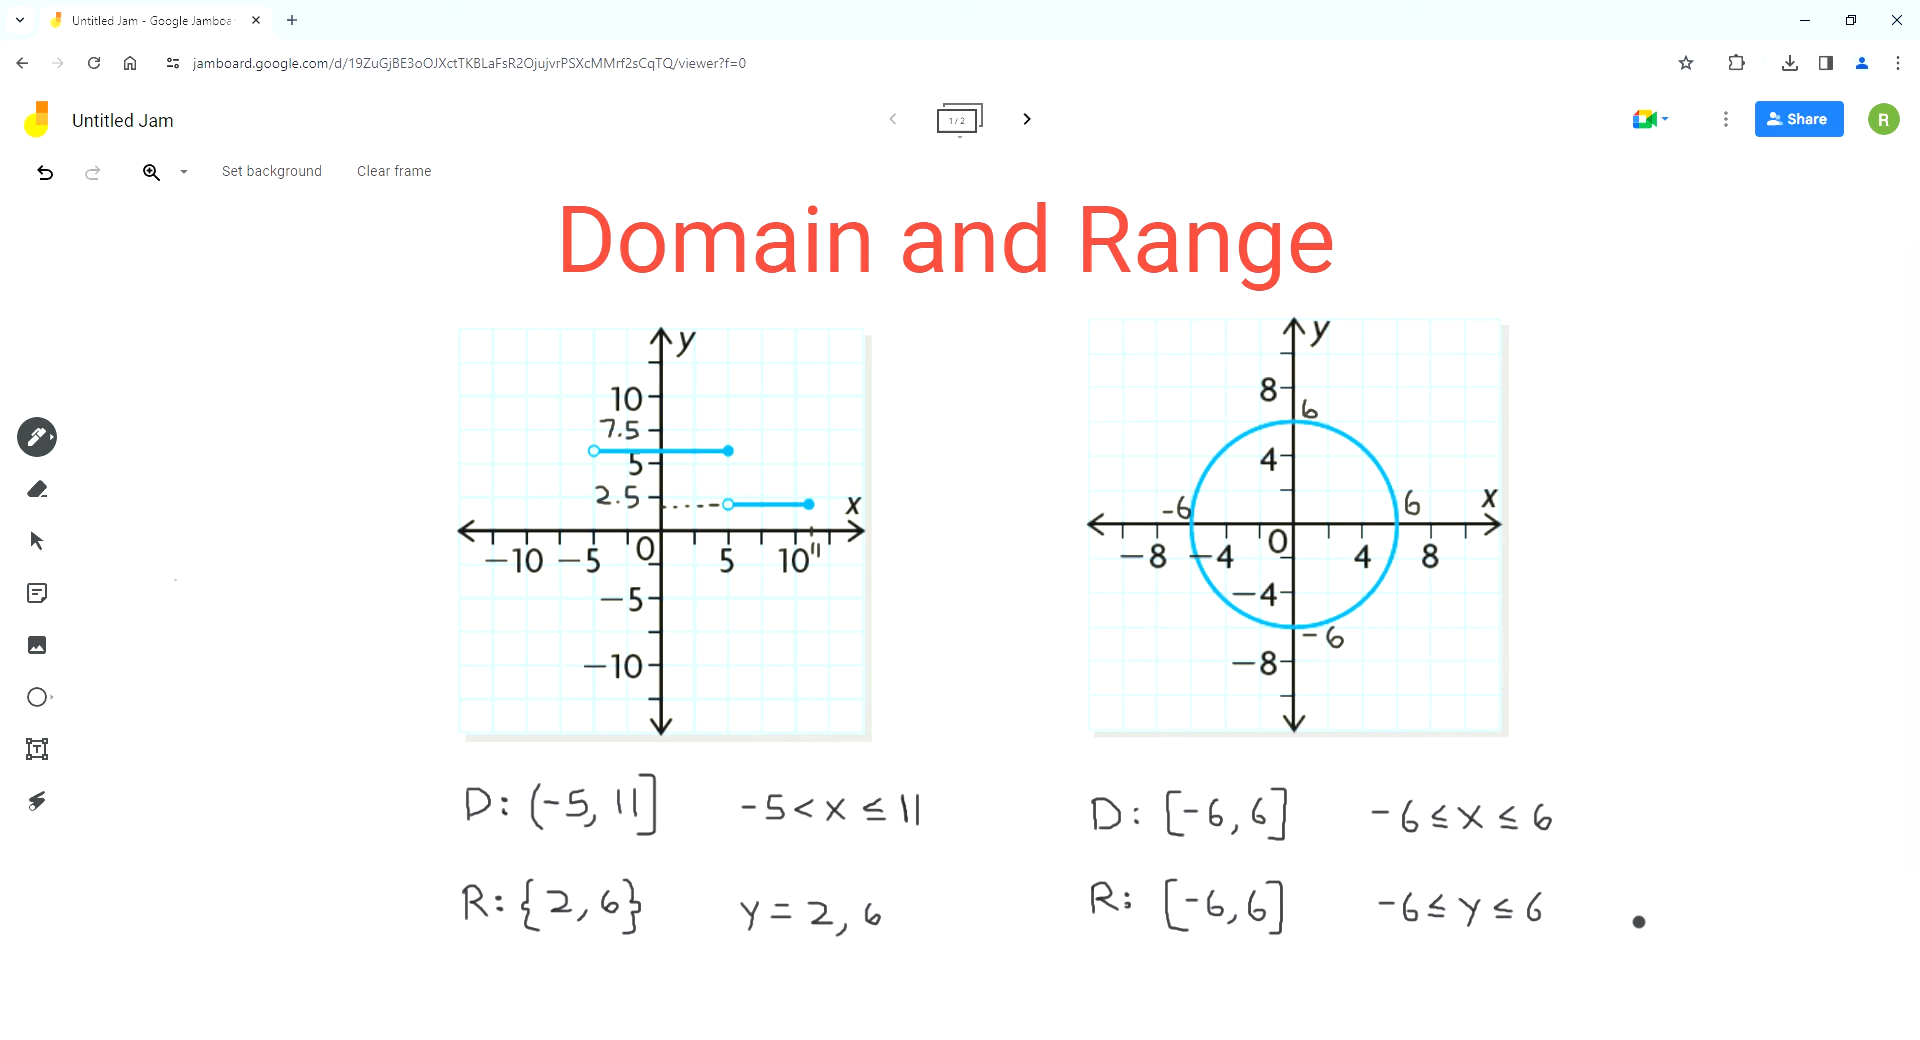 Untitled Jam - Google Jamboa
jamboard.google.com/d/19ZuGjBE3oOJXctTKBLaFsR2OjujvrPSXcMMrf2sCqTQ/viewer?f=0
Untitled Jam
1 / 2
Share
R
Set background
Clear frame
Domain and Range
y
10
7.5
5
2.5
x
-10 -5 0 5 10 11
-5
-10
y
8
6
4
-6 6 x
-8 -4 0 4 8
-4
-6
-8
D: (-5, 11] -5 < x ≤ 11
R: {2, 6} y = 2, 6
D: [-6, 6] -6 ≤ x ≤ 6
R: [-6, 6] -6 ≤ y ≤ 6